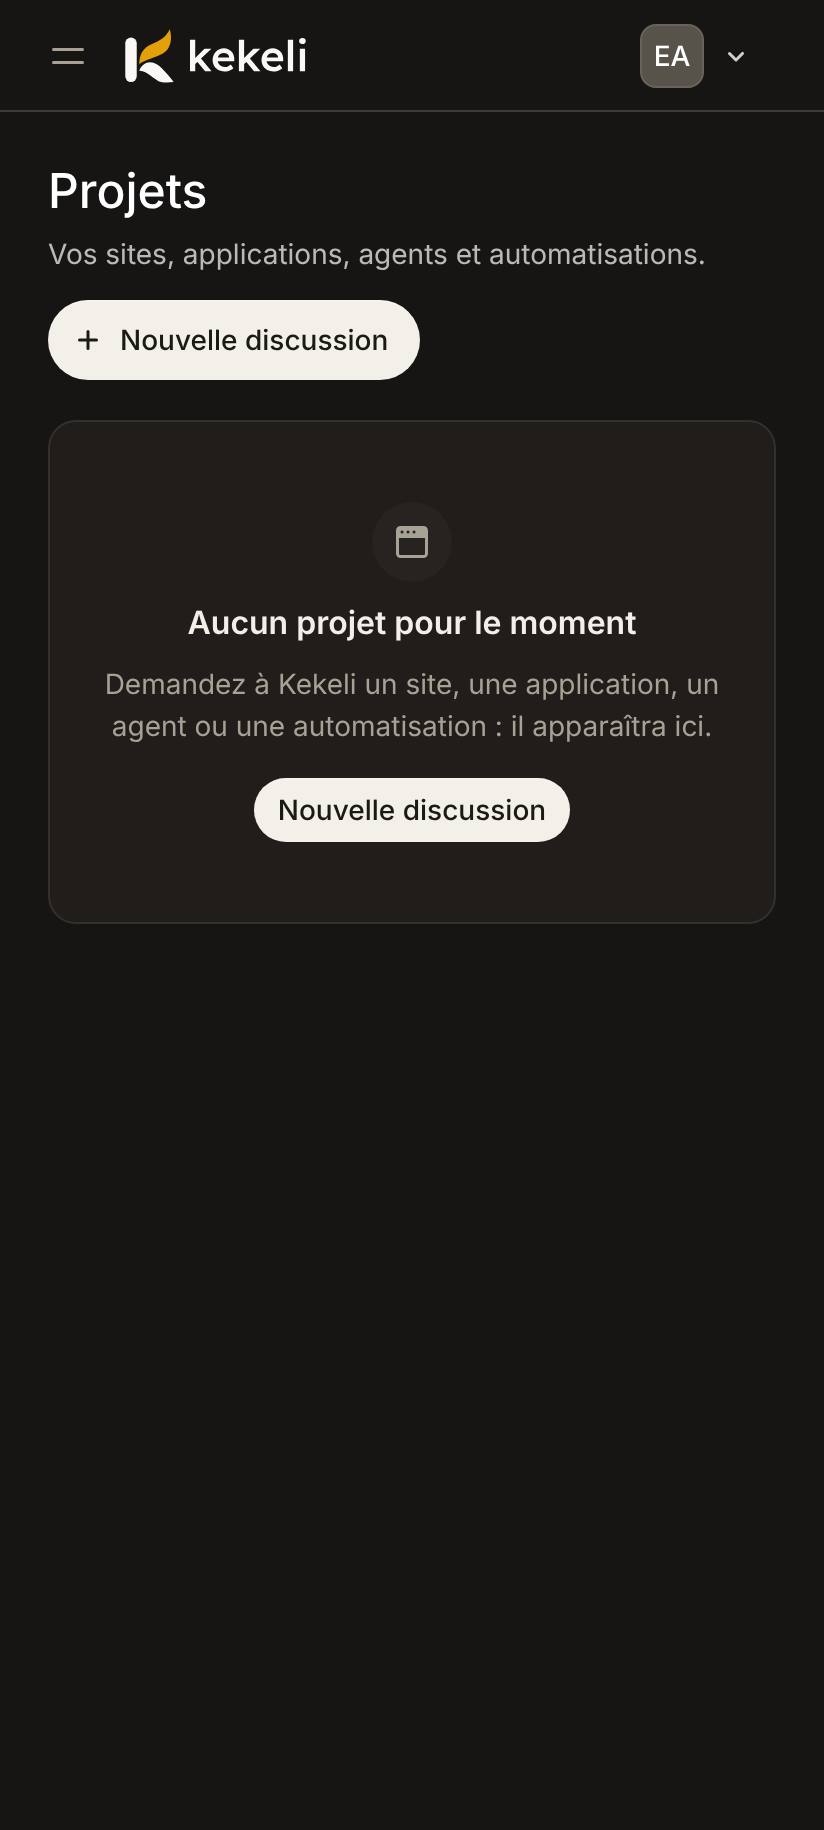 kekeli
EA
Projets
Vos sites, applications, agents et automatisations.
Nouvelle discussion
Aucun projet pour le moment
Demandez à Kekeli un site, une application, un
agent ou une automatisation : il apparaîtra ici.
Nouvelle discussion